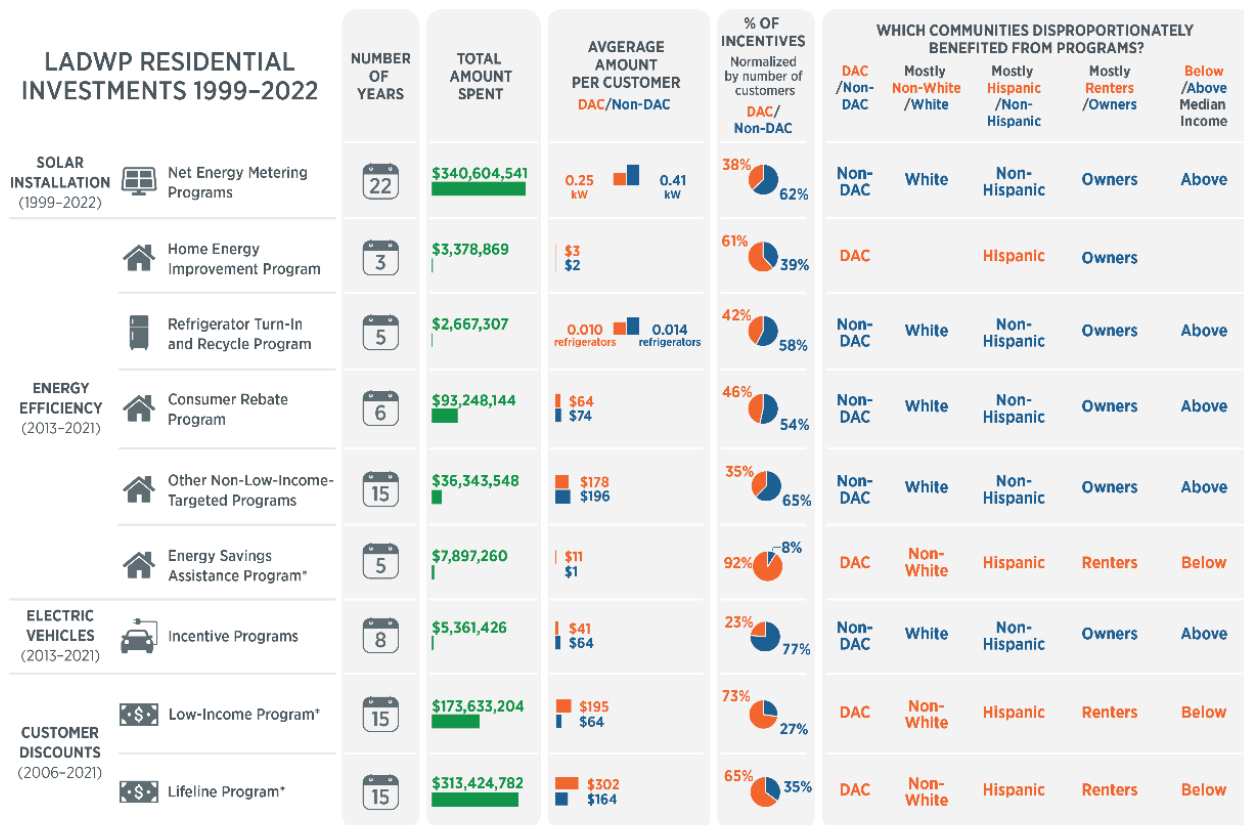 LADWP RESIDENTIAL
INVESTMENTS 1999–2022
NUMBER
OF
YEARS
TOTAL
AMOUNT
SPENT
AVGERAGE
AMOUNT
PER CUSTOMER
DAC/Non-DAC
% OF
INCENTIVES
Normalized
by number of
customers
DAC/
Non-DAC
WHICH COMMUNITIES DISPROPORTIONATELY
BENEFITED FROM PROGRAMS?
DAC
/Non-
DAC
Mostly
Non-White
/White
Mostly
Hispanic
/Non-
Hispanic
Mostly
Renters
/Owners
Below
/Above
Median
Income
SOLAR
INSTALLATION
(1999–2022)
Net Energy Metering
Programs
22
$340,604,541
0.25
kW
0.41
kW
38%
62%
Non-
DAC
White
Non-
Hispanic
Owners
Above
ENERGY
EFFICIENCY
(2013–2021)
Home Energy
Improvement Program
3
$3,378,869
$3
$2
61%
39%
DAC
Hispanic
Owners
Refrigerator Turn-In
and Recycle Program
5
$2,667,307
0.010
refrigerators
0.014
refrigerators
42%
58%
Non-
DAC
White
Non-
Hispanic
Owners
Above
Consumer Rebate
Program
6
$93,248,144
$64
$74
46%
54%
Non-
DAC
White
Non-
Hispanic
Owners
Above
Other Non-Low-Income-
Targeted Programs
15
$36,343,548
$178
$196
35%
65%
Non-
DAC
White
Non-
Hispanic
Owners
Above
Energy Savings
Assistance Program*
5
$7,897,260
$11
$1
92%
8%
DAC
Non-
White
Hispanic
Renters
Below
ELECTRIC
VEHICLES
(2013–2021)
Incentive Programs
8
$5,361,426
$41
$64
23%
77%
Non-
DAC
White
Non-
Hispanic
Owners
Above
CUSTOMER
DISCOUNTS
(2006–2021)
$
Low-Income Program*
15
$173,633,204
$195
$64
73%
27%
DAC
Non-
White
Hispanic
Renters
Below
$
Lifeline Program*
15
$313,424,782
$302
$164
65%
35%
DAC
Non-
White
Hispanic
Renters
Below